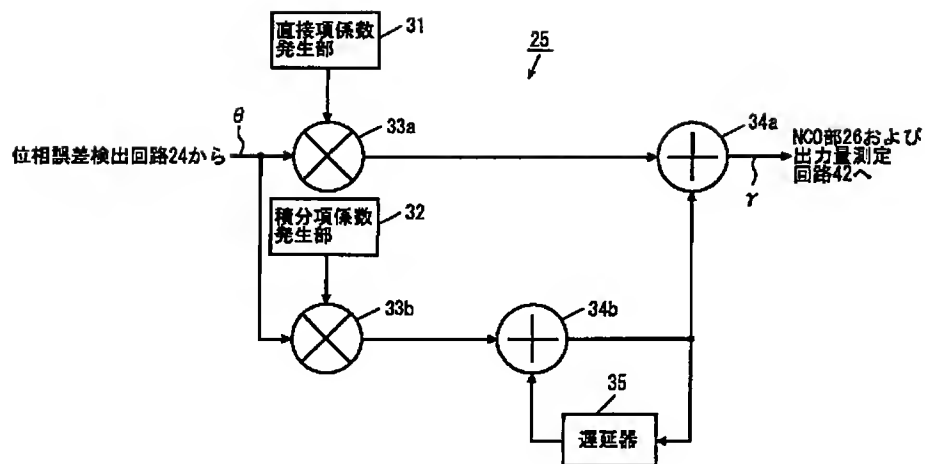 直接項係数
発生部
31
25
θ
33a
34a
位相誤差検出回路24から
NCO部26および
出力量測定
回路42へ
γ
積分項係数
発生部
32
33b
34b
35
遅延器